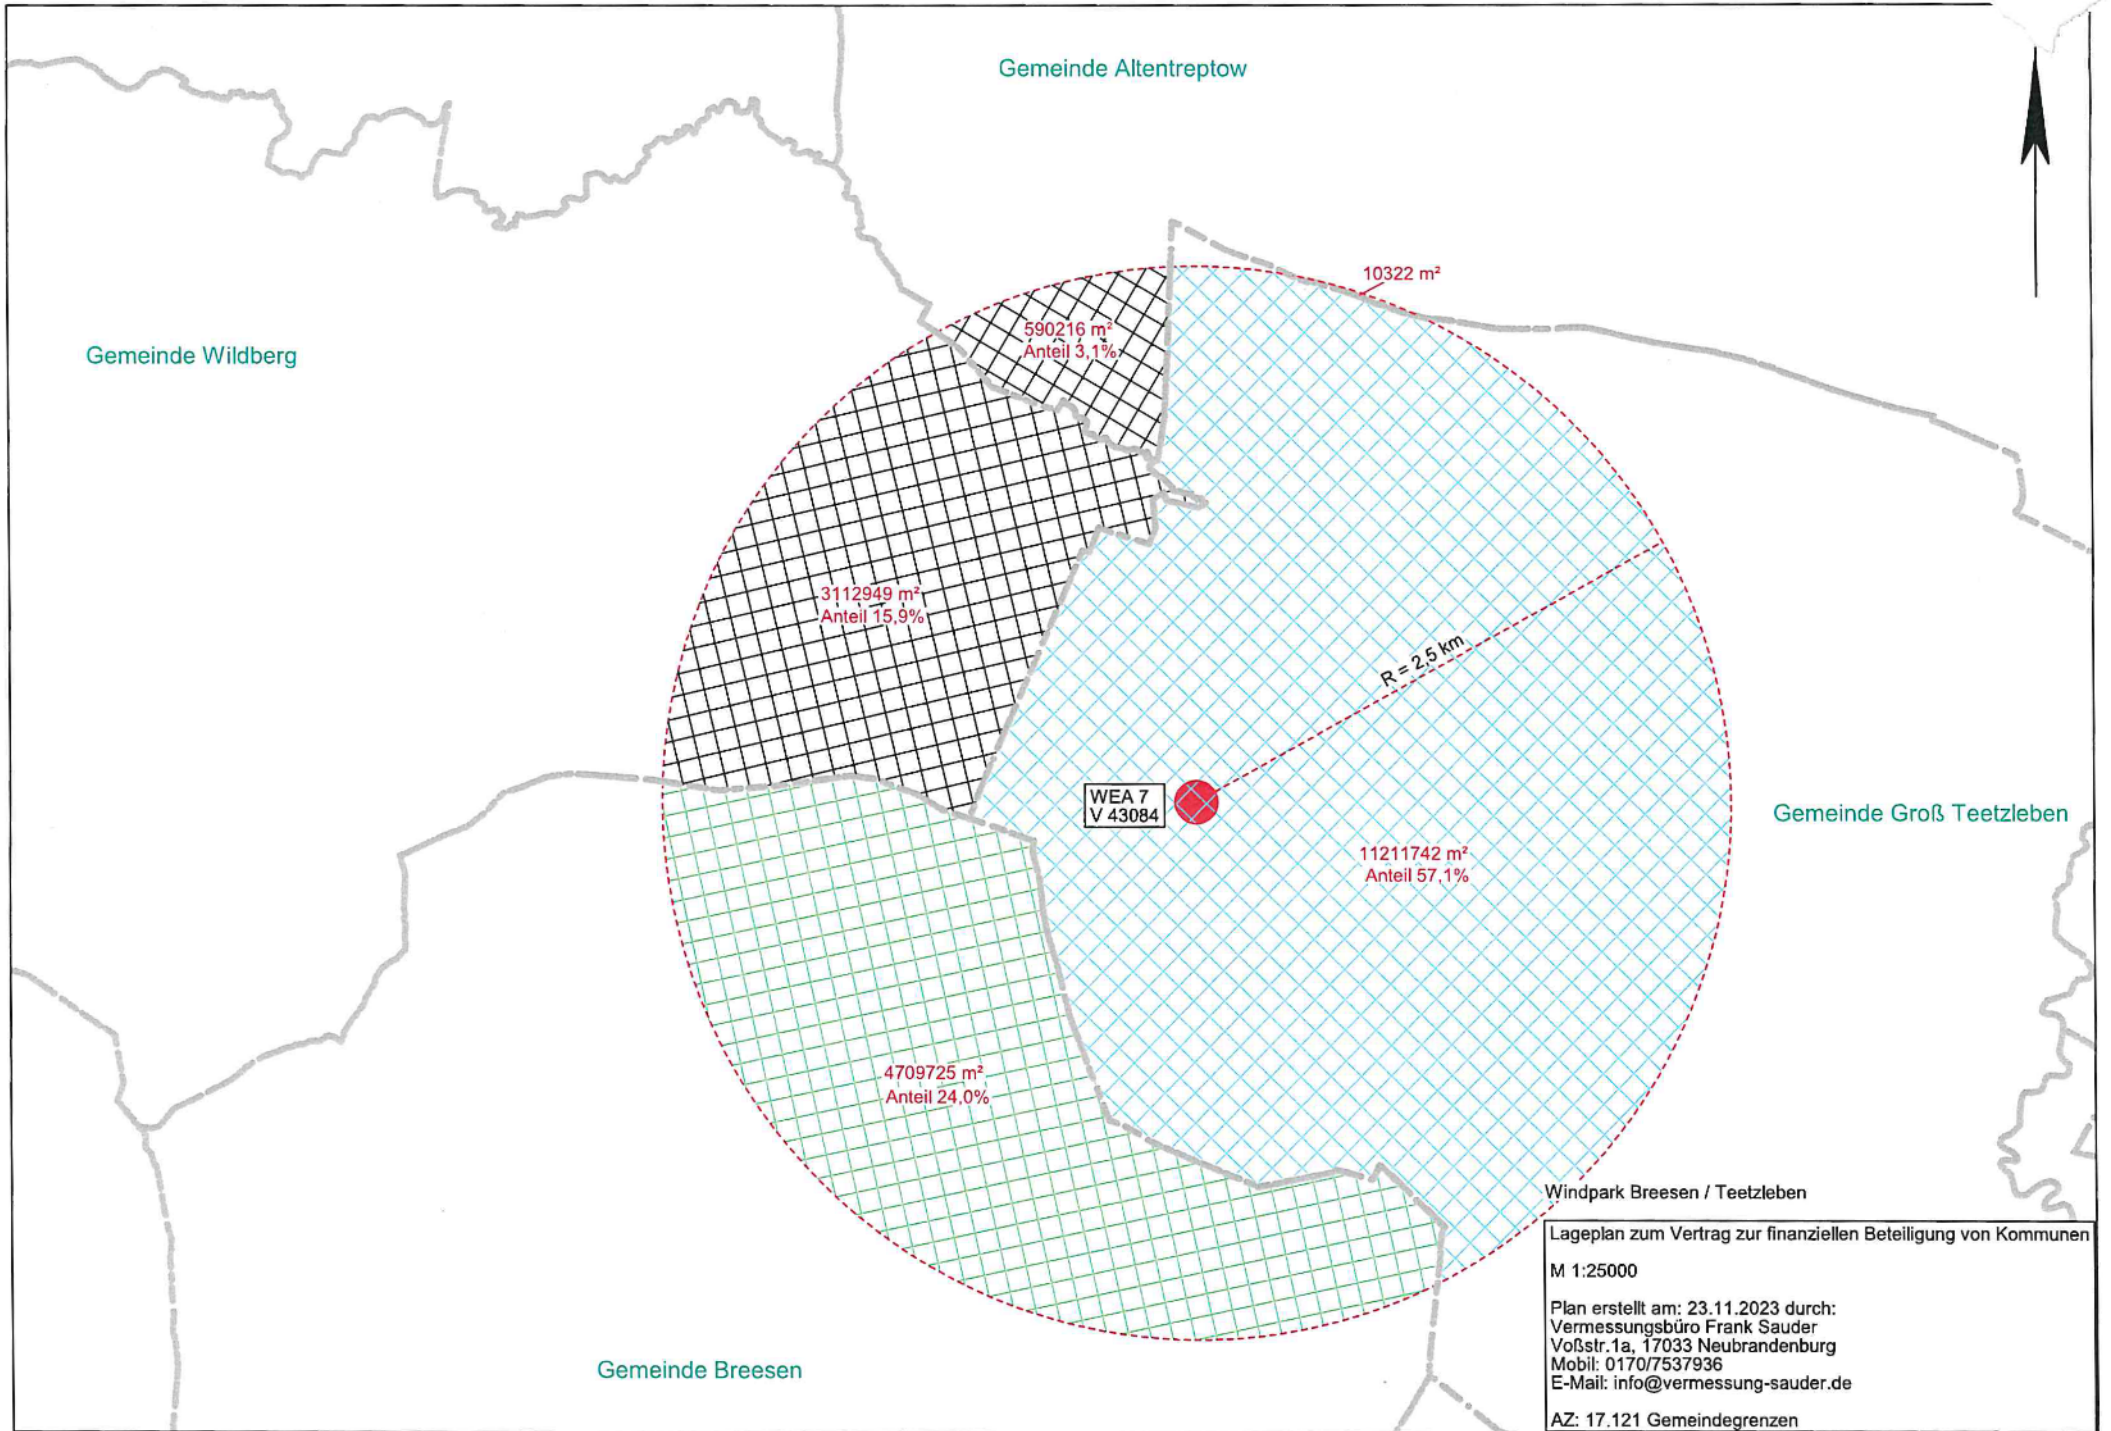 Gemeinde Altentreptow
10322 m²
590216 m²
Anteil 3,1%
Gemeinde Wildberg
3112949 m²
Anteil 15,9%
R = 2,5 km
WEA 7
V 43084
Gemeinde Groß Teetzleben
11211742 m²
Anteil 57,1%
4709725 m²
Anteil 24,0%
Gemeinde Breesen
Windpark Breesen / Teetzleben
Lageplan zum Vertrag zur finanziellen Beteiligung von Kommunen
M 1:25000
Plan erstellt am: 23.11.2023 durch:
Vermessungsbüro Frank Sauder
Voßstr.1a, 17033 Neubrandenburg
Mobil: 0170/7537936
E-Mail: info@vermessung-sauder.de
AZ: 17.121 Gemeindegrenzen